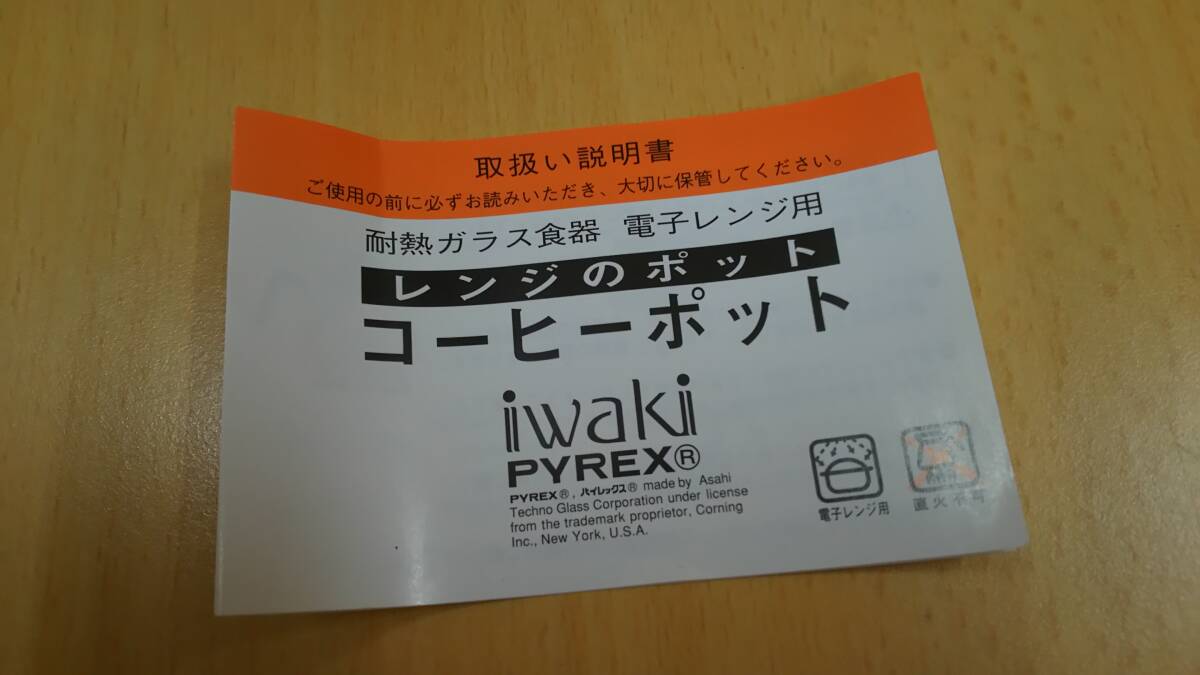 取扱い説明書
ご使用の前に必ずお読みいただき、大切に保管してください。
耐熱ガラス食器 電子レンジ用
レンジのポット
コーヒーポット
iwaki
PYREX®
PYREX®, パイレックス® made by Asahi
Techno Glass Corporation under license
from the trademark proprietor, Corning
Inc., New York, U.S.A.
電子レンジ用
直火不可